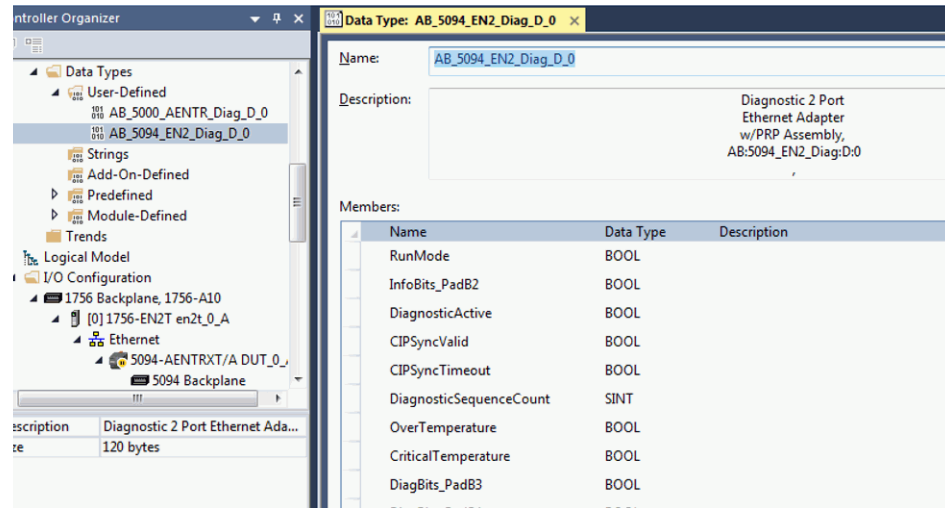 ntroller Organizer
Data Types
User-Defined
AB_5000_AENTR_Diag_D_0
AB_5094_EN2_Diag_D_0
Strings
Add-On-Defined
Predefined
Module-Defined
Trends
Logical Model
I/O Configuration
1756 Backplane, 1756-A10
[0] 1756-EN2T en2t_0_A
Ethernet
5094-AENTRXT/A DUT_0_
5094 Backplane
escription Diagnostic 2 Port Ethernet Ada...
ze 120 bytes
Data Type: AB_5094_EN2_Diag_D_0
Name: AB_5094_EN2_Diag_D_0
Description: Diagnostic 2 Port
Ethernet Adapter
w/PRP Assembly,
AB:5094_EN2_Diag:D:0
,
Members:
Name Data Type Description
RunMode BOOL
InfoBits_PadB2 BOOL
DiagnosticActive BOOL
CIPSyncValid BOOL
CIPSyncTimeout BOOL
DiagnosticSequenceCount SINT
OverTemperature BOOL
CriticalTemperature BOOL
DiagBits_PadB3 BOOL